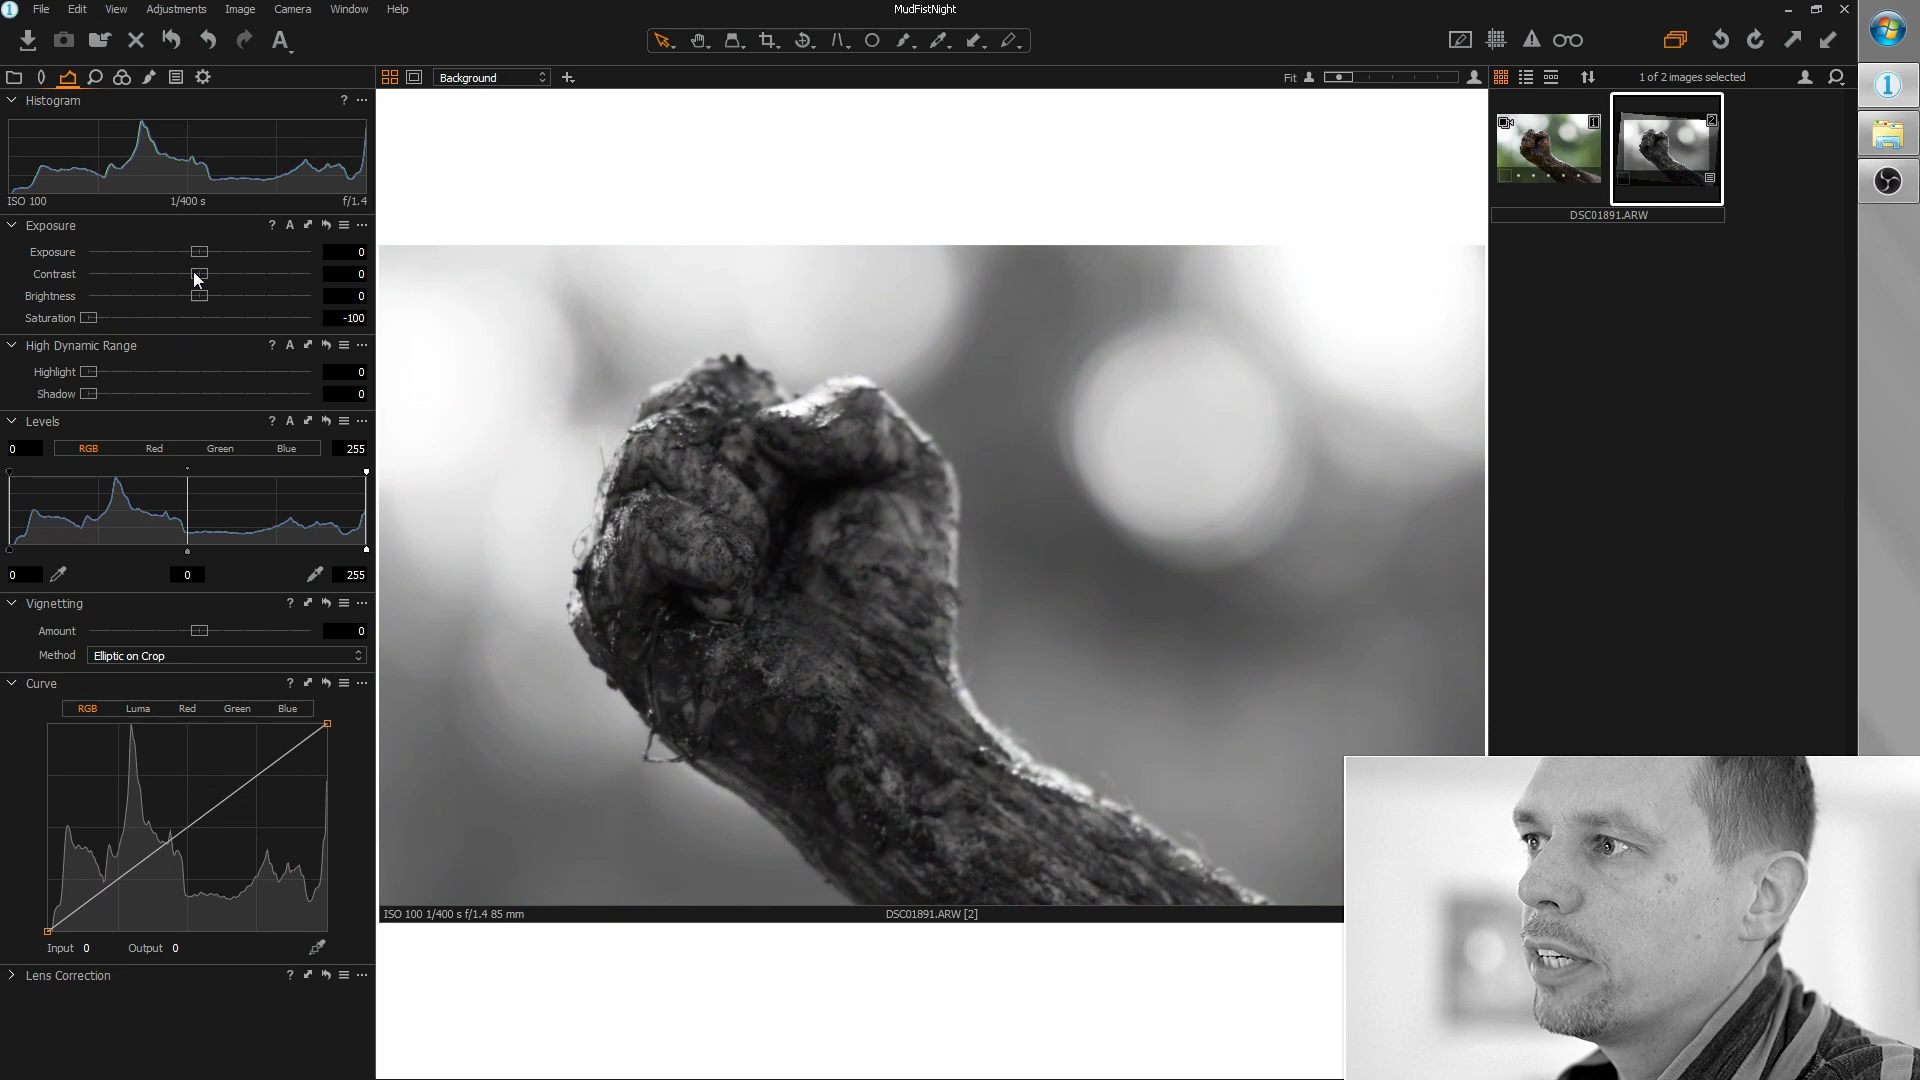 File Edit View Adjustments Image Camera Window Help
MudFistNight
Background
Fit
1 of 2 images selected
Histogram
ISO 100 1/400 s f/1.4
Exposure
Exposure 0
Contrast 0
Brightness 0
Saturation -100
High Dynamic Range
Highlight 0
Shadow 0
Levels
0 RGB Red Green Blue 255
0 0 255
Vignetting
Amount 0
Method Elliptic on Crop
Curve
RGB Luma Red Green Blue
Input 0 Output 0
Lens Correction
ISO 100 1/400 s f/1.4 85 mm
DSC01891.ARW [2]
1
2
DSC01891.ARW